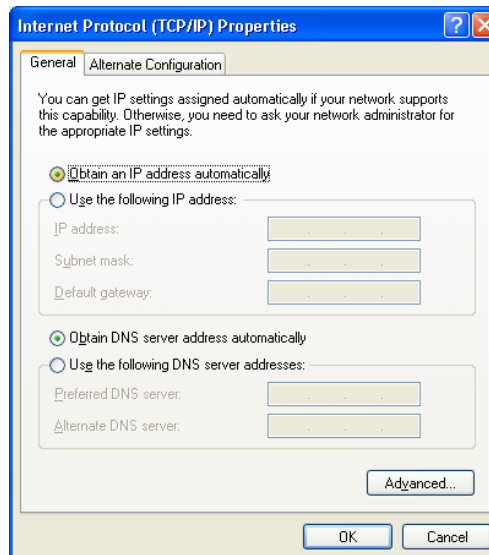 Internet Protocol (TCP/IP) Properties
General
Alternate Configuration
You can get IP settings assigned automatically if your network supports
this capability. Otherwise, you need to ask your network administrator for
the appropriate IP settings.
Obtain an IP address automatically
Use the following IP address:
IP address:
Subnet mask:
Default gateway:
Obtain DNS server address automatically
Use the following DNS server addresses:
Preferred DNS server:
Alternate DNS server:
Advanced...
OK
Cancel